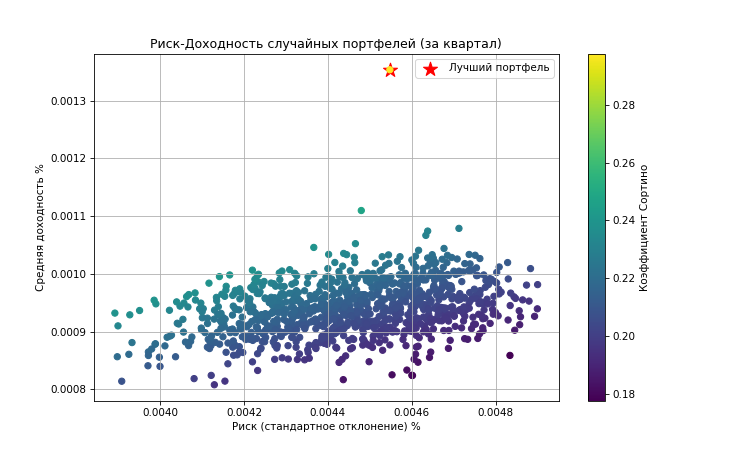 Риск-Доходность случайных портфелей (за квартал)
Лучший портфель
Средняя доходность %
0.0013
0.0012
0.0011
0.0010
0.0009
0.0008
0.0040 0.0042 0.0044 0.0046 0.0048
Риск (стандартное отклонение) %
0.28
0.26
0.24
0.22
0.20
0.18
Коэффициент Сортино